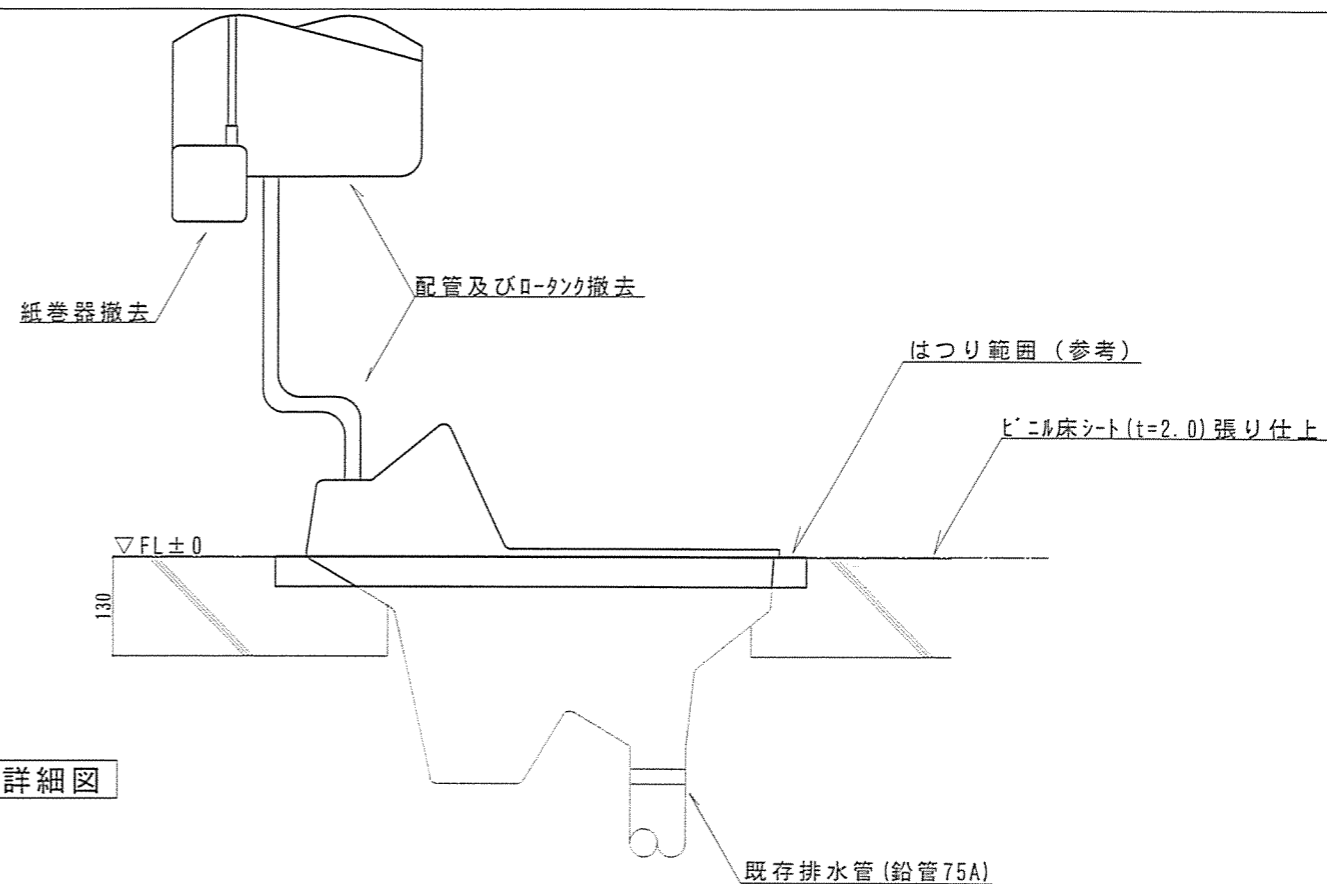 配管及びﾛｰﾀﾝｸ撤去
紙巻器撤去
はつり範囲（参考）
ﾋﾞﾆﾙ床ｼｰﾄ(t=2.0)張り仕上
▽FL±0
130
詳細図
既存排水管(鉛管75A)